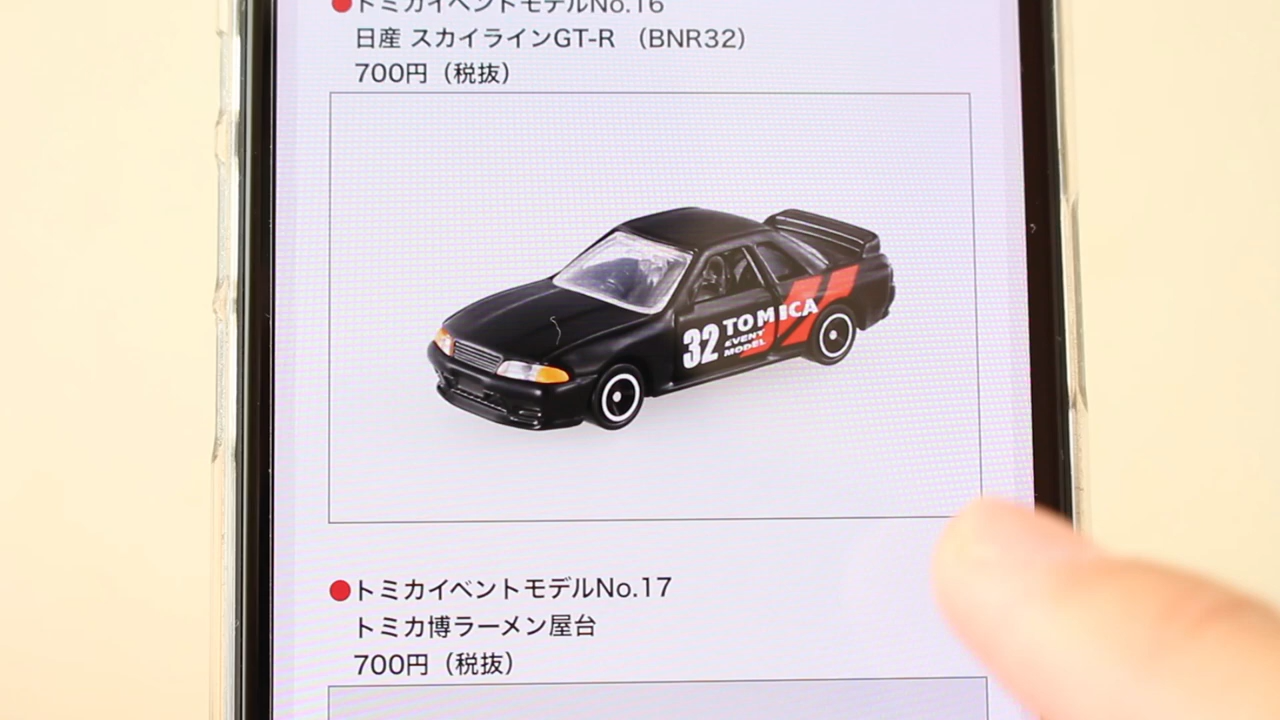 ●トミカイベントモデルNo.16
日産 スカイラインGT-R （BNR32）
700円（税抜）
32 TOMICA
EVENT
MODEL
●トミカイベントモデルNo.17
トミカ博ラーメン屋台
700円（税抜）